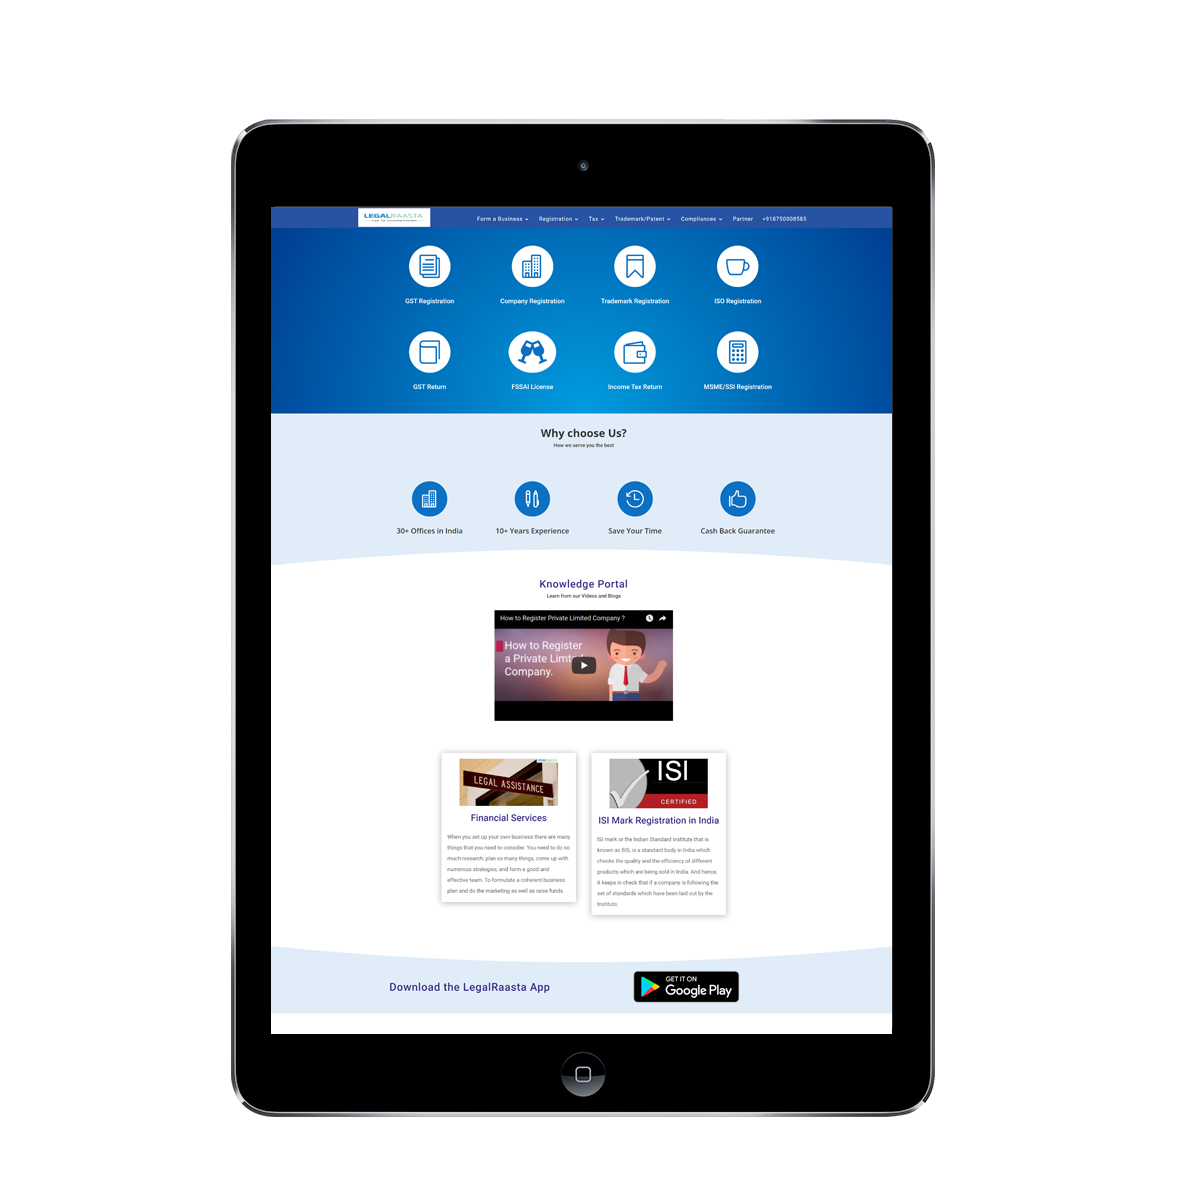 LEGALRAASTA
Form a Business Registration Tax Trademark/Patent Compliances Partner +918750008585
GST Registration Company Registration Trademark Registration ISO Registration
GST Return FSSAI License Income Tax Return MSME/SSI Registration
Why choose Us?
How we serve you the best
30+ Offices in India 10+ Years Experience Save Your Time Cash Back Guarantee
Knowledge Portal
Learn from our Videos and Blogs
How to Register Private Limited Company ?
How to Register
a Private Limt
Company.
LEGAL ASSISTANCE
Financial Services
When you set up your own business there are many
things that you need to consider. You need to do so
much research, plan so many things, come up with
numerous strategies, and form a good and
effective team. To formulate a coherent business
plan and do the marketing as well as raise funds.
ISI
CERTIFIED
ISI Mark Registration in India
ISI mark or the Indian Standard Institute that is
known as BIS, is a standard body in India which
checks the quality and the efficiency of different
products which are being sold in India. And hence,
it keeps in check that if a company is following the
set of standards which have been laid out by the
Institute
Download the LegalRaasta App
GET IT ON
Google Play